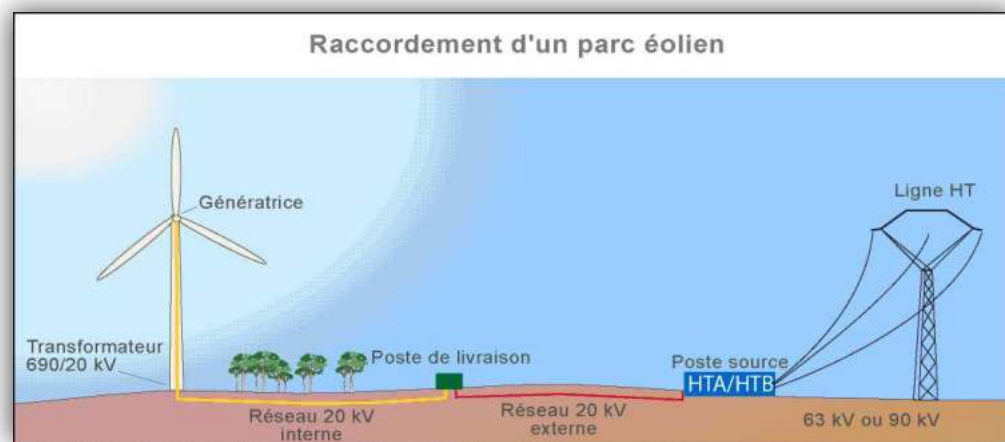 Raccordement d'un parc éolien
Génératrice
Ligne HT
Transformateur
690/20 kV
Poste de livraison
Poste source
HTA/HTB
Réseau 20 kV
interne
Réseau 20 kV
externe
63 kV ou 90 kV